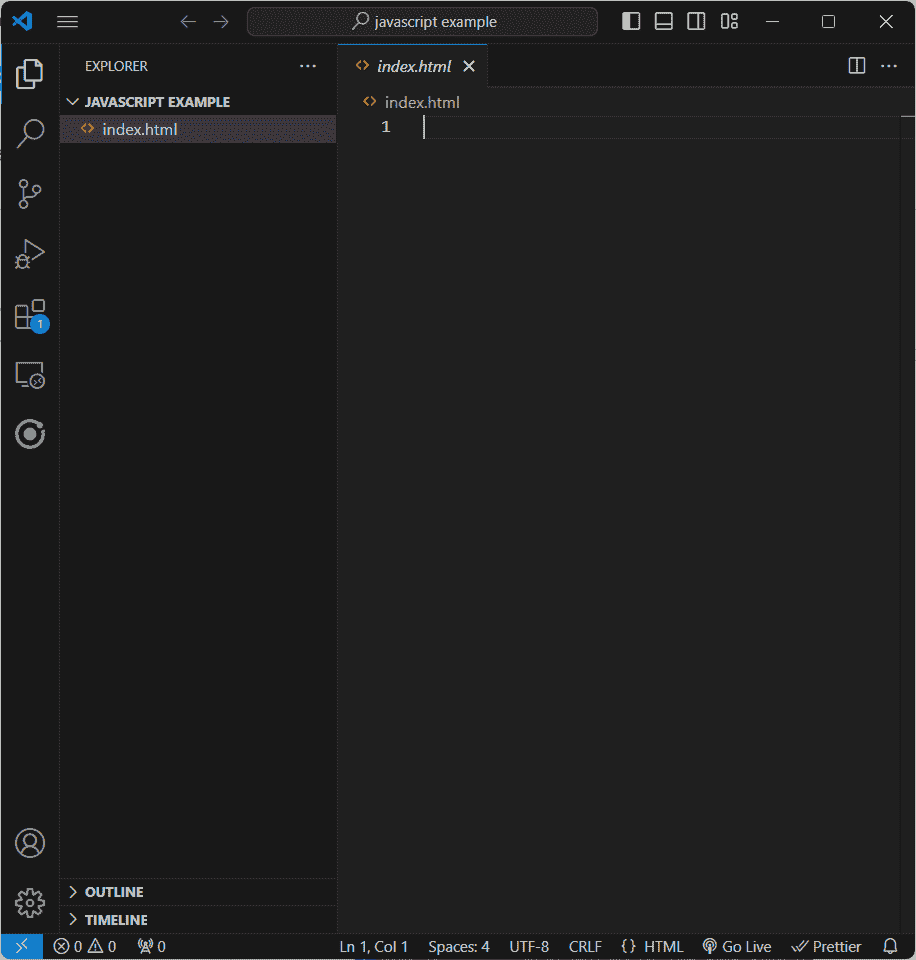 javascript example
EXPLORER
JAVASCRIPT EXAMPLE
index.html
index.html
index.html
1
1
OUTLINE
TIMELINE
0 0 0 Ln 1, Col 1 Spaces: 4 UTF-8 CRLF {} HTML Go Live Prettier